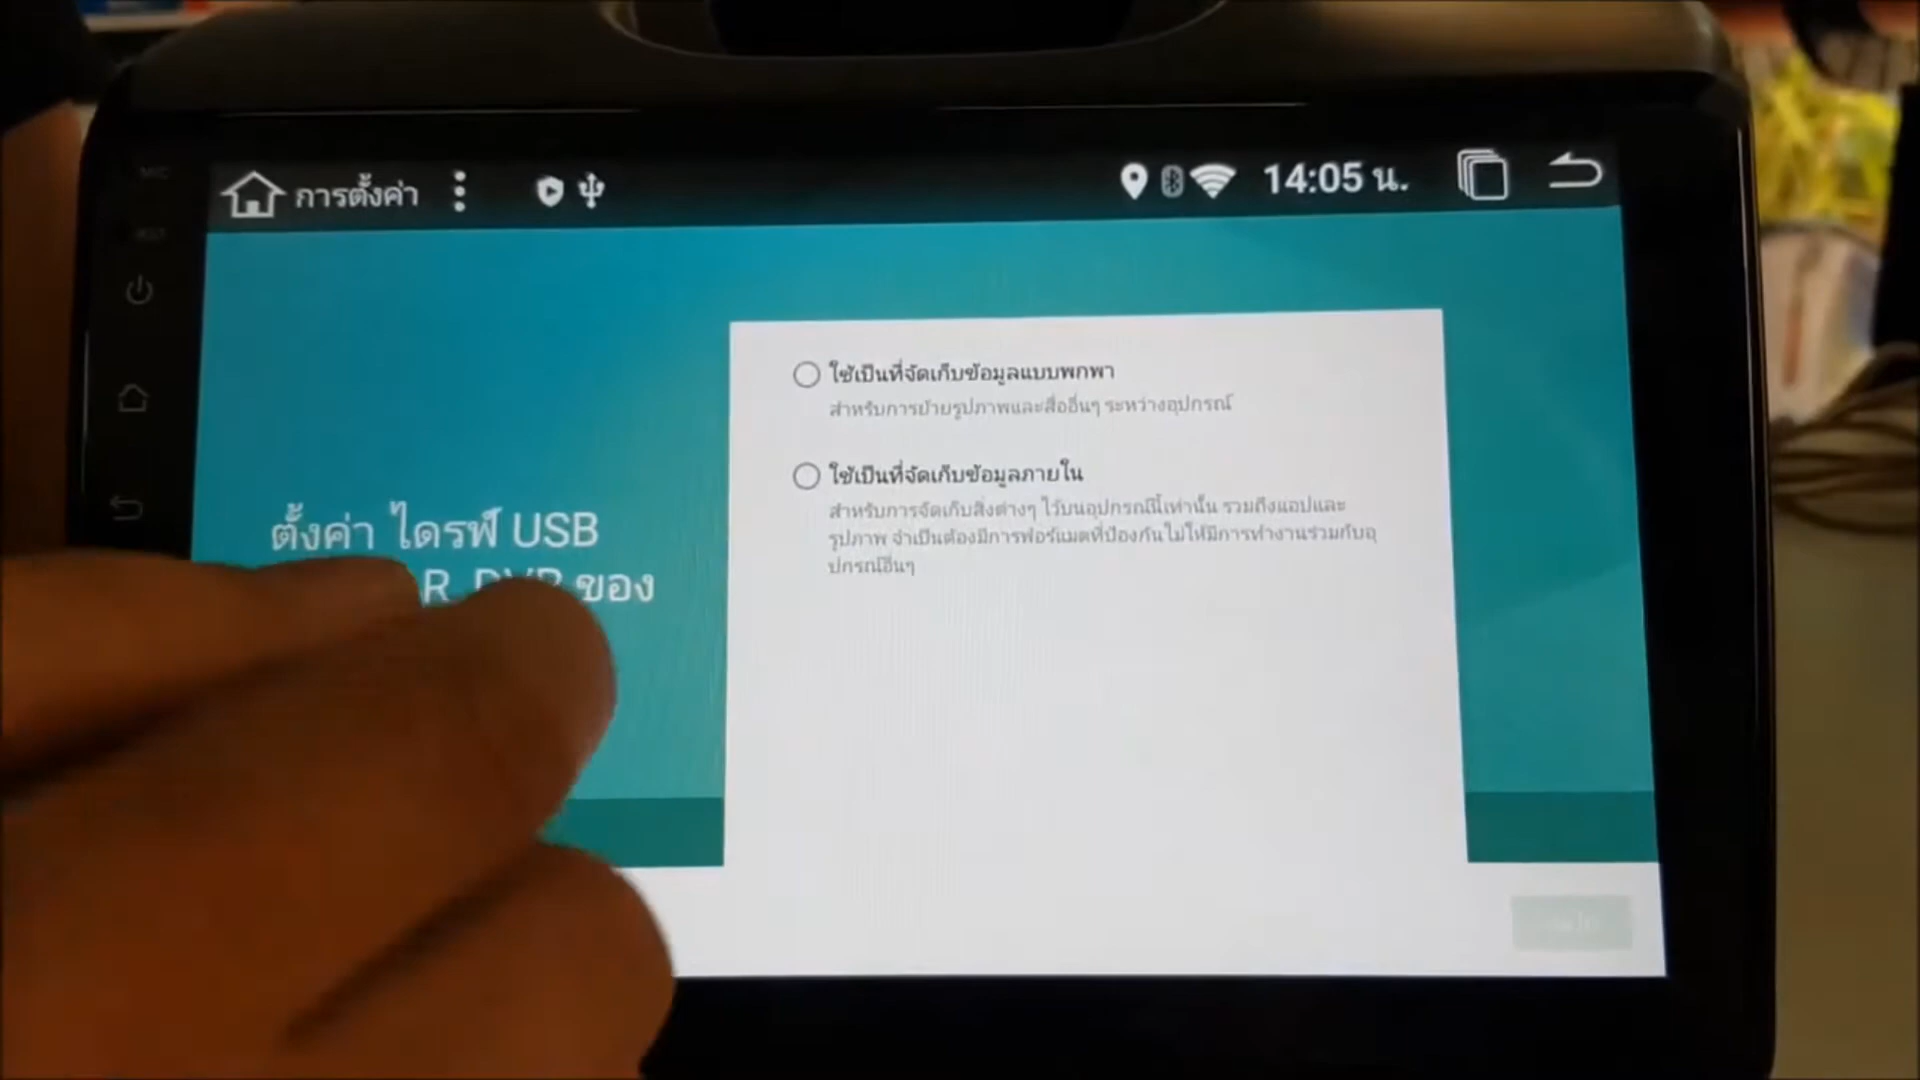 การตั้งค่า
14:05 น.
ใช้เป็นที่จัดเก็บข้อมูลแบบพกพา
สำหรับการย้ายรูปภาพและสื่ออื่นๆ ระหว่างอุปกรณ์
ใช้เป็นที่จัดเก็บข้อมูลภายใน
สำหรับการจัดเก็บสิ่งต่างๆ ไว้บนอุปกรณ์นี้เท่านั้น รวมถึงแอปและ
รูปภาพ จำเป็นต้องมีการฟอร์แมตที่ป้องกันไม่ให้มีการทำงานร่วมกับอุ
ปกรณ์อื่นๆ
ตั้งค่า ไดรฟ์ USB
ของ
MIC